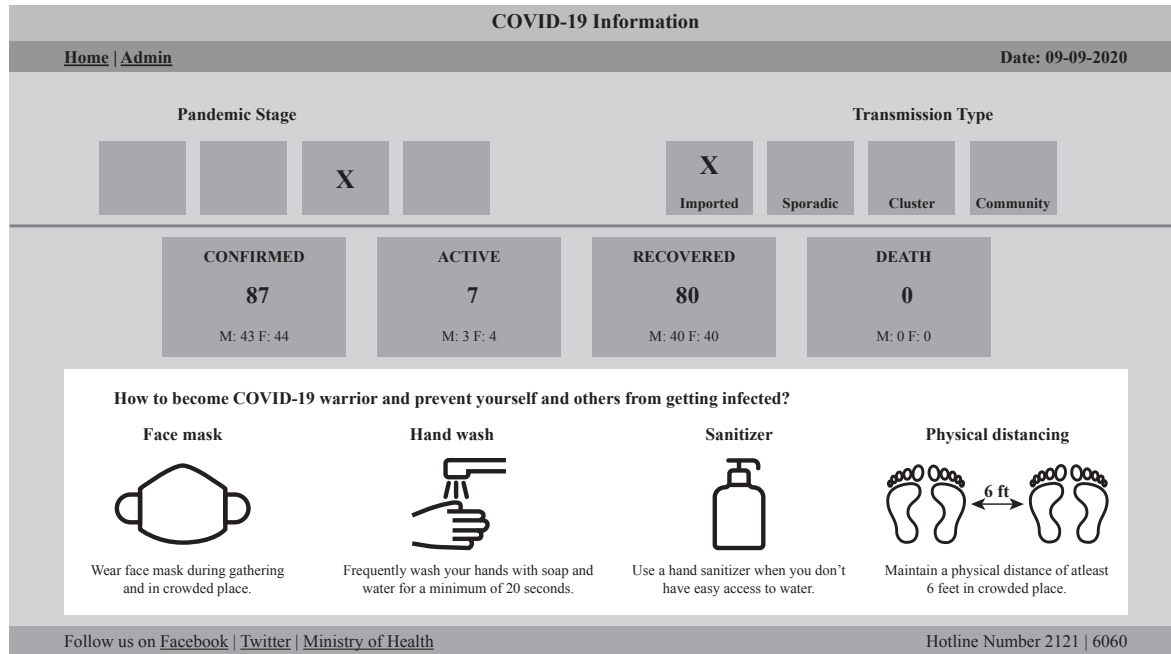 COVID-19 Information
Home | Admin
Date: 09-09-2020
Pandemic Stage
X
Transmission Type
X
Imported
Sporadic
Cluster
Community
CONFIRMED
87
M: 43 F: 44
ACTIVE
7
M: 3 F: 4
RECOVERED
80
M: 40 F: 40
DEATH
0
M: 0 F: 0
How to become COVID-19 warrior and prevent yourself and others from getting infected?
Face mask
Wear face mask during gathering
and in crowded place.
Hand wash
Frequently wash your hands with soap and
water for a minimum of 20 seconds.
Sanitizer
Use a hand sanitizer when you don’t
have easy access to water.
Physical distancing
6 ft
Maintain a physical distance of atleast
6 feet in crowded place.
Follow us on Facebook | Twitter | Ministry of Health
Hotline Number 2121 | 6060